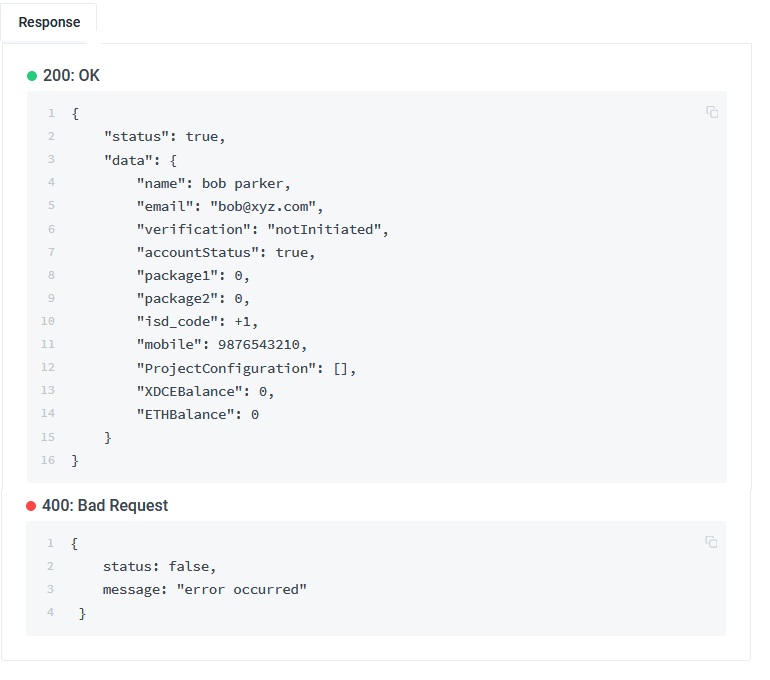 Response
200: OK
1 {
2 "status": true,
3 "data": {
4 "name": bob parker,
5 "email": "bob@xyz.com",
6 "verification": "notInitiated",
7 "accountStatus": true,
8 "package1": 0,
9 "package2": 0,
10 "isd_code": +1,
11 "mobile": 9876543210,
12 "ProjectConfiguration": [],
13 "XDCEBalance": 0,
14 "ETHBalance": 0
15 }
16 }
400: Bad Request
1 {
2 status: false,
3 message: "error occurred"
4 }